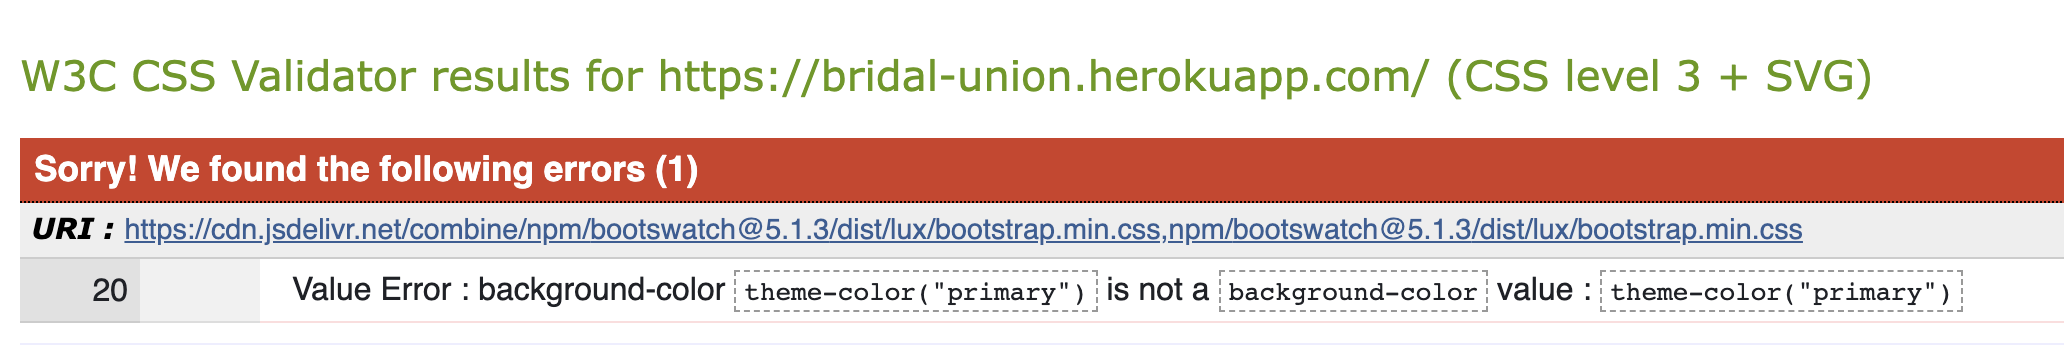 W3C CSS Validator results for https://bridal-union.herokuapp.com/ (CSS level 3 + SVG)
Sorry! We found the following errors (1)
URI : https://cdn.jsdelivr.net/combine/npm/bootswatch@5.1.3/dist/lux/bootstrap.min.css,npm/bootswatch@5.1.3/dist/lux/bootstrap.min.css
20 Value Error : background-color theme-color("primary") is not a background-color value : theme-color("primary")